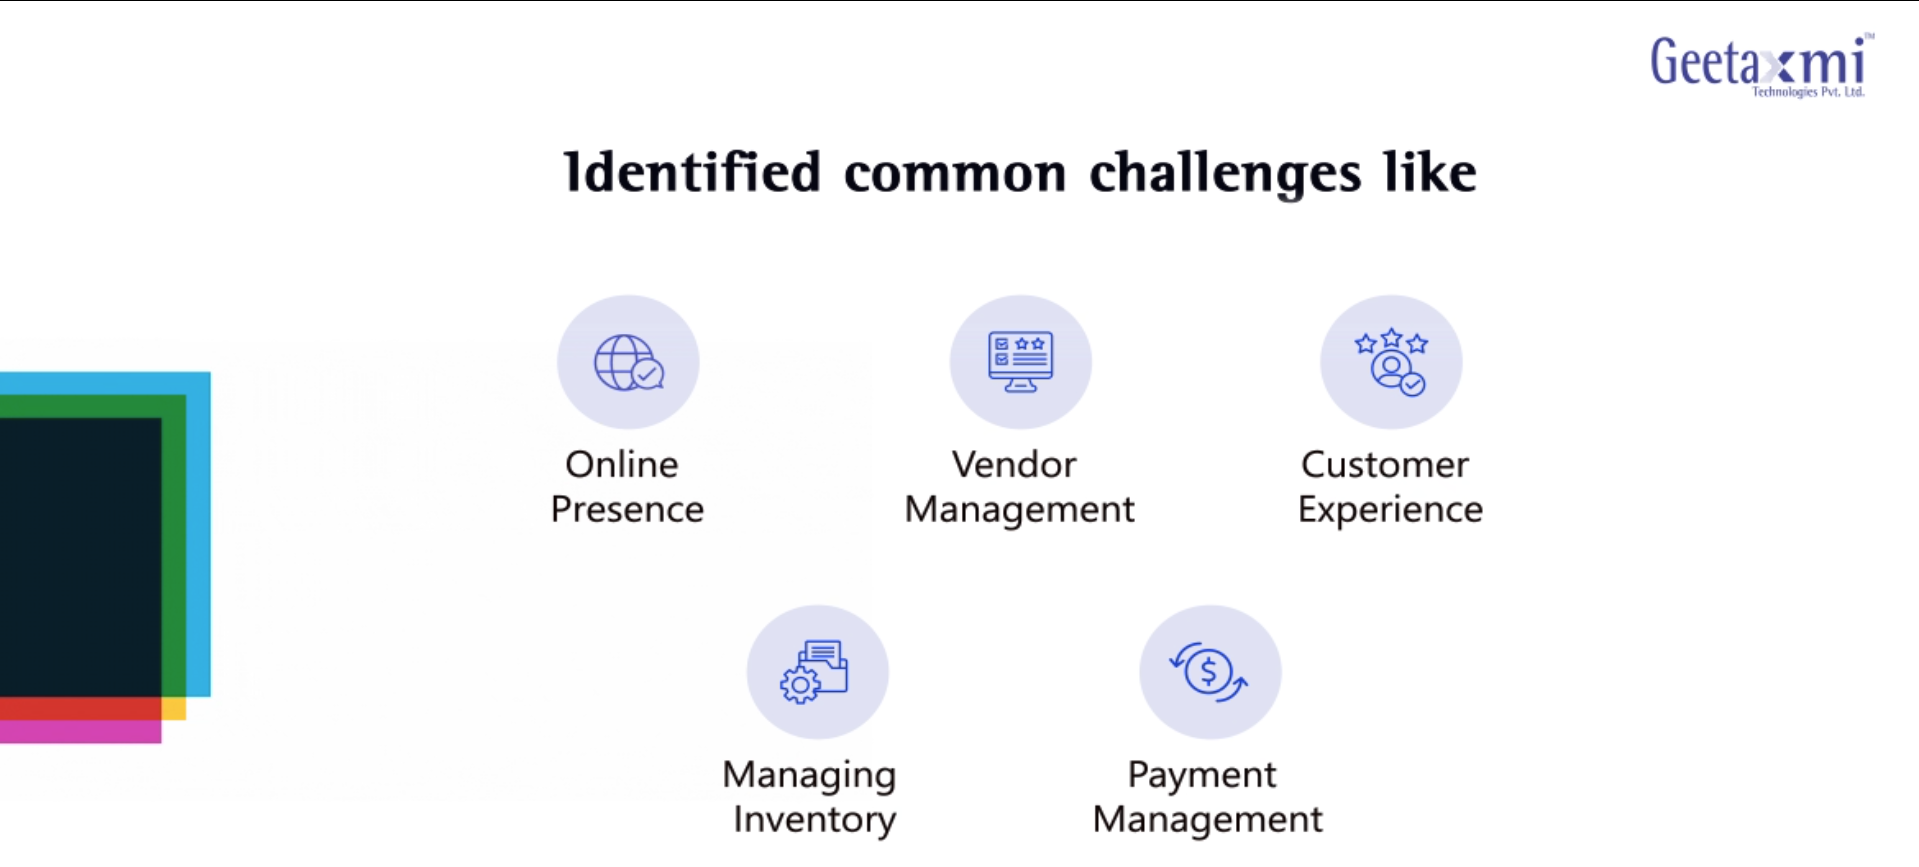 Geetaxmi™
Technologies Pvt. Ltd.
Identified common challenges like
Online
Presence
Vendor
Management
Customer
Experience
Managing
Inventory
Payment
Management